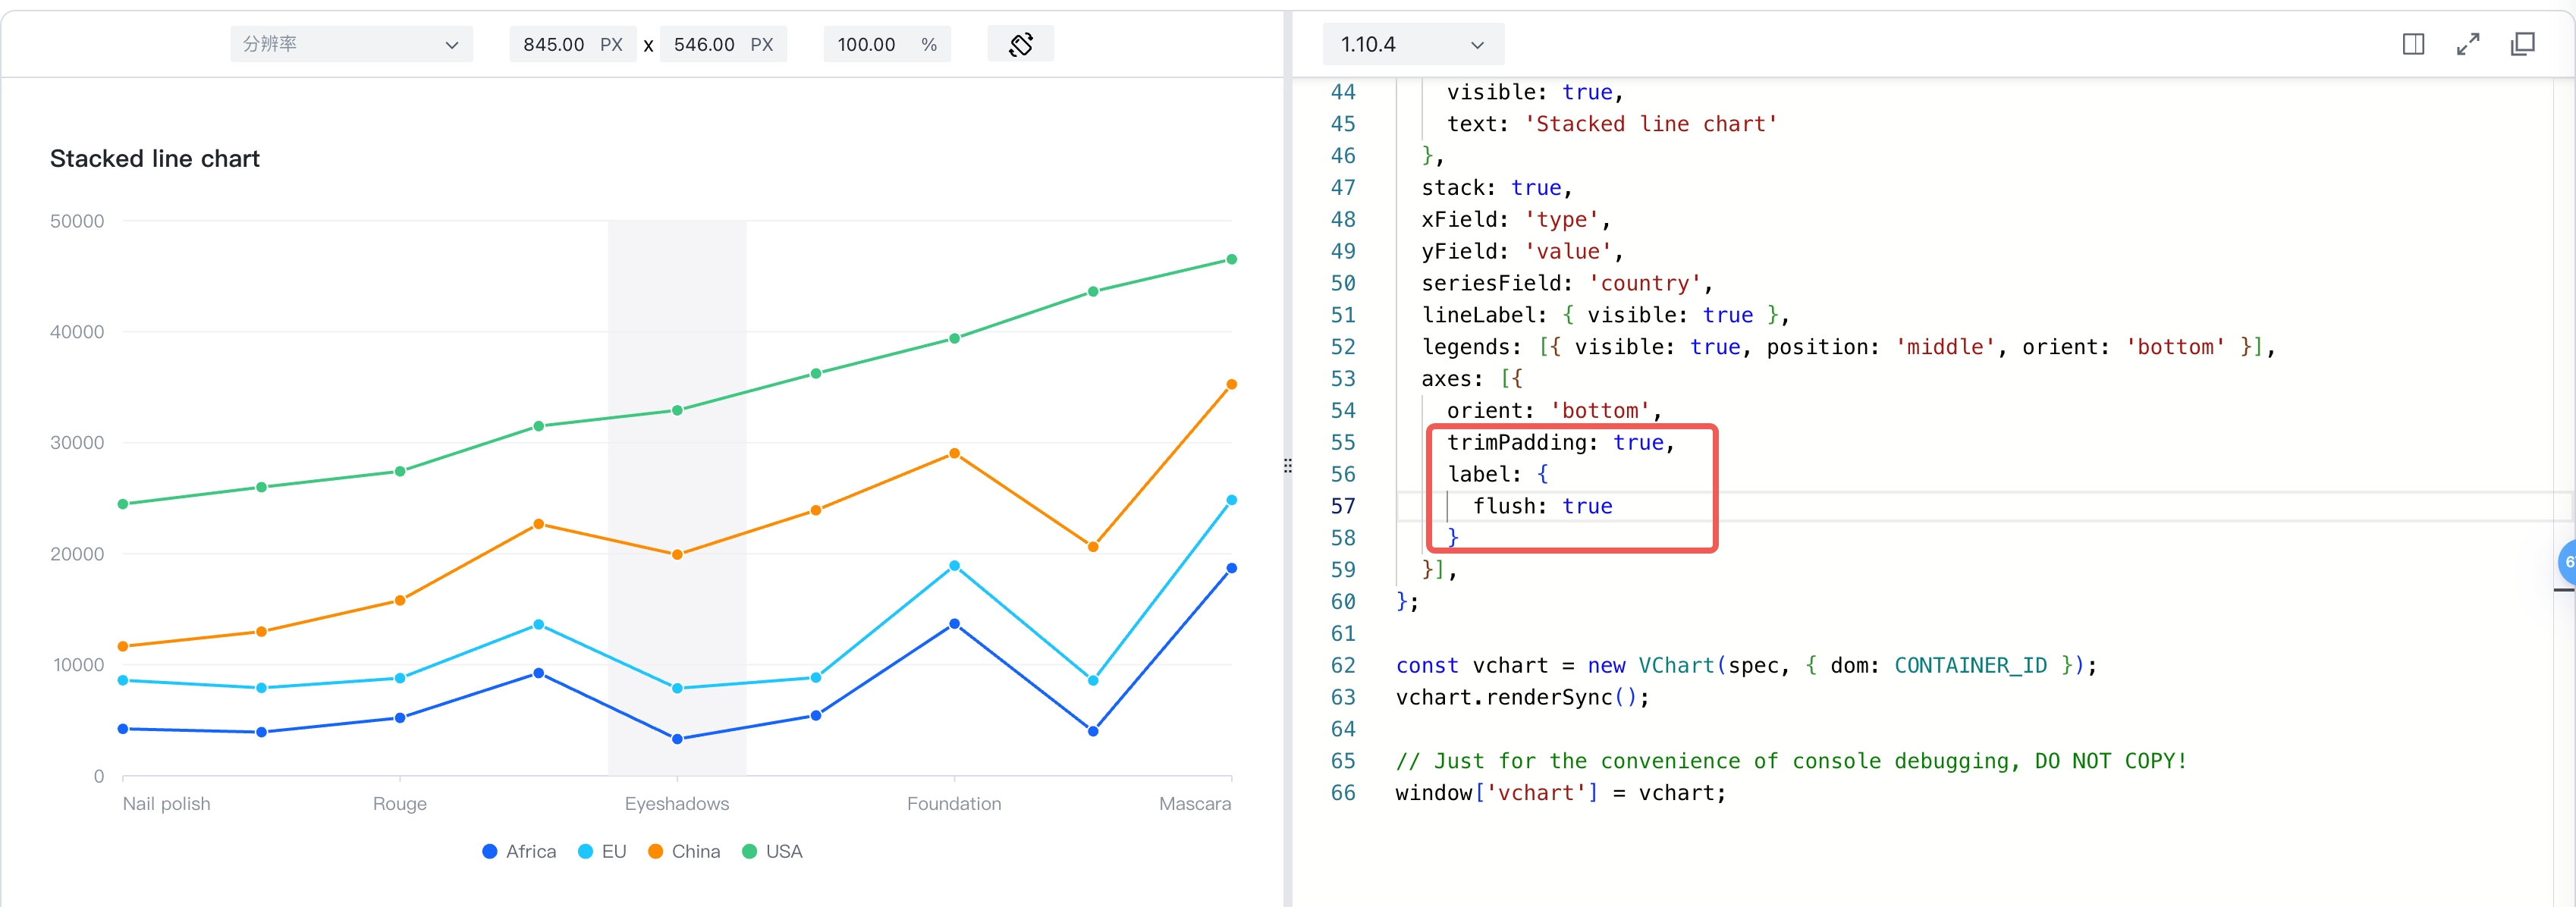 分辨率
845.00 PX x 546.00 PX
100.00 %
1.10.4
Stacked line chart
50000
40000
30000
20000
10000
0
Nail polish Rouge Eyeshadows Foundation Mascara
Africa EU China USA
44 visible: true,
45 text: 'Stacked line chart'
46 },
47 stack: true,
48 xField: 'type',
49 yField: 'value',
50 seriesField: 'country',
51 lineLabel: { visible: true },
52 legends: [{ visible: true, position: 'middle', orient: 'bottom' }],
53 axes: [{
54 orient: 'bottom',
55 trimPadding: true,
56 label: {
57 flush: true
58 }
59 }],
60 };
61
62 const vchart = new VChart(spec, { dom: CONTAINER_ID });
63 vchart.renderSync();
64
65 // Just for the convenience of console debugging, DO NOT COPY!
66 window['vchart'] = vchart;